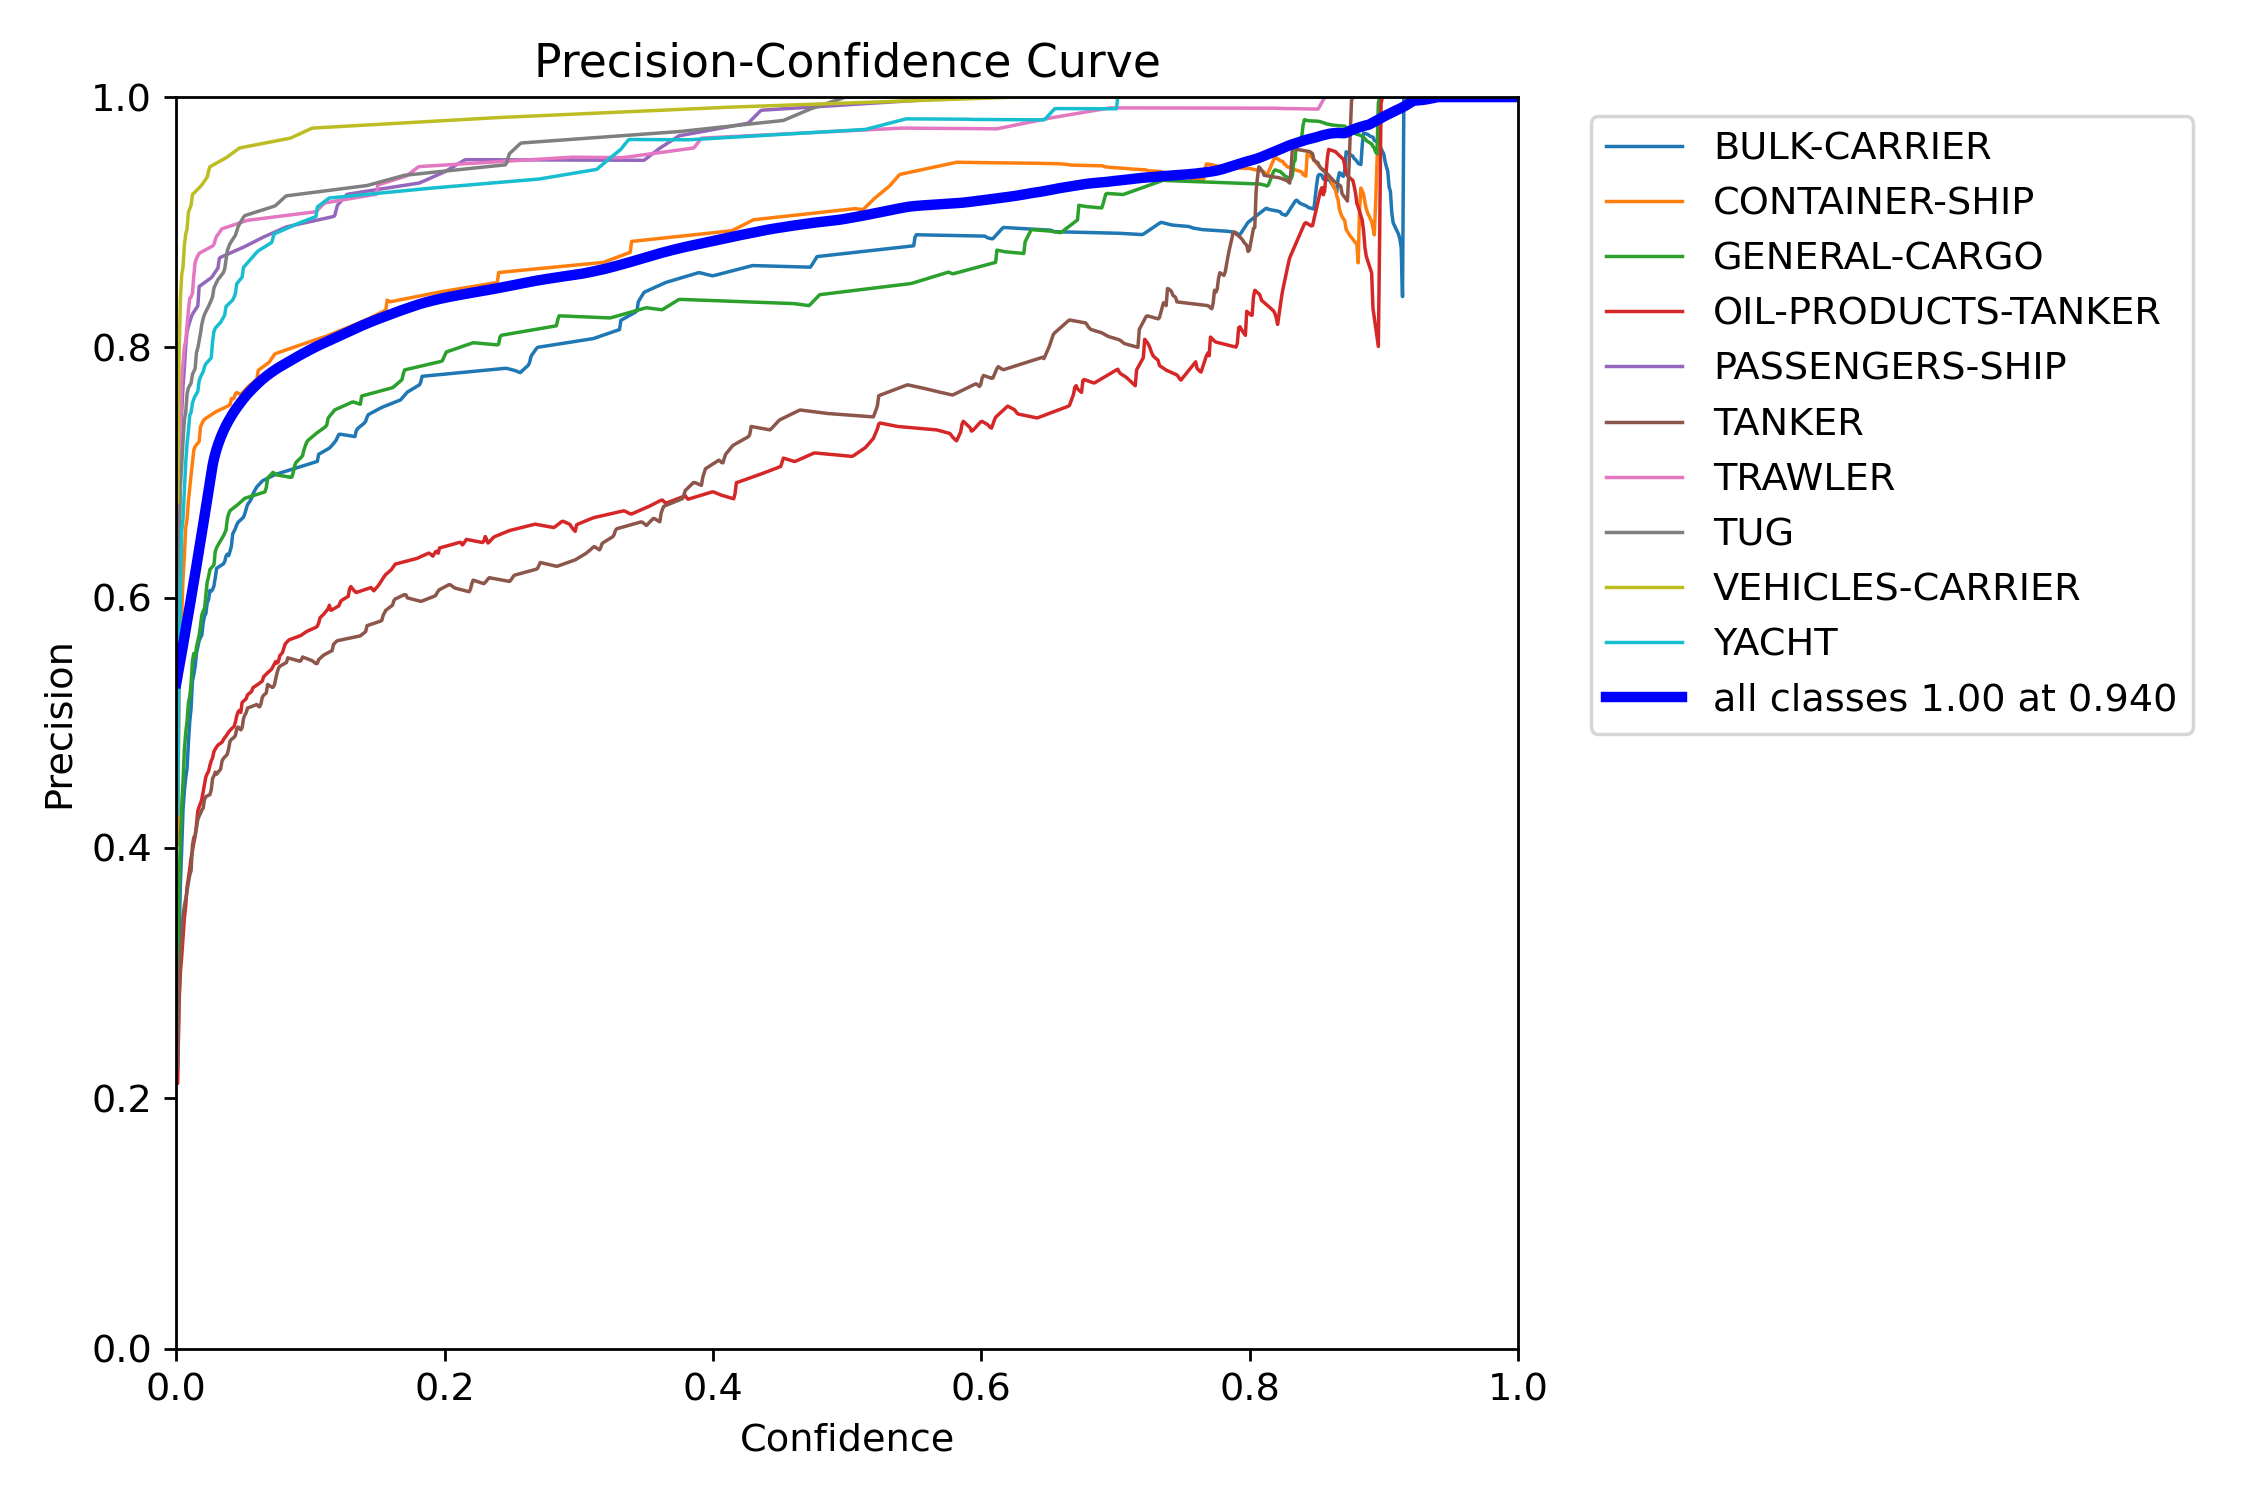 Precision-Confidence Curve
1.0
0.8
0.6
0.4
0.2
0.0
Precision
0.0 0.2 0.4 0.6 0.8 1.0
Confidence
BULK-CARRIER
CONTAINER-SHIP
GENERAL-CARGO
OIL-PRODUCTS-TANKER
PASSENGERS-SHIP
TANKER
TRAWLER
TUG
VEHICLES-CARRIER
YACHT
all classes 1.00 at 0.940